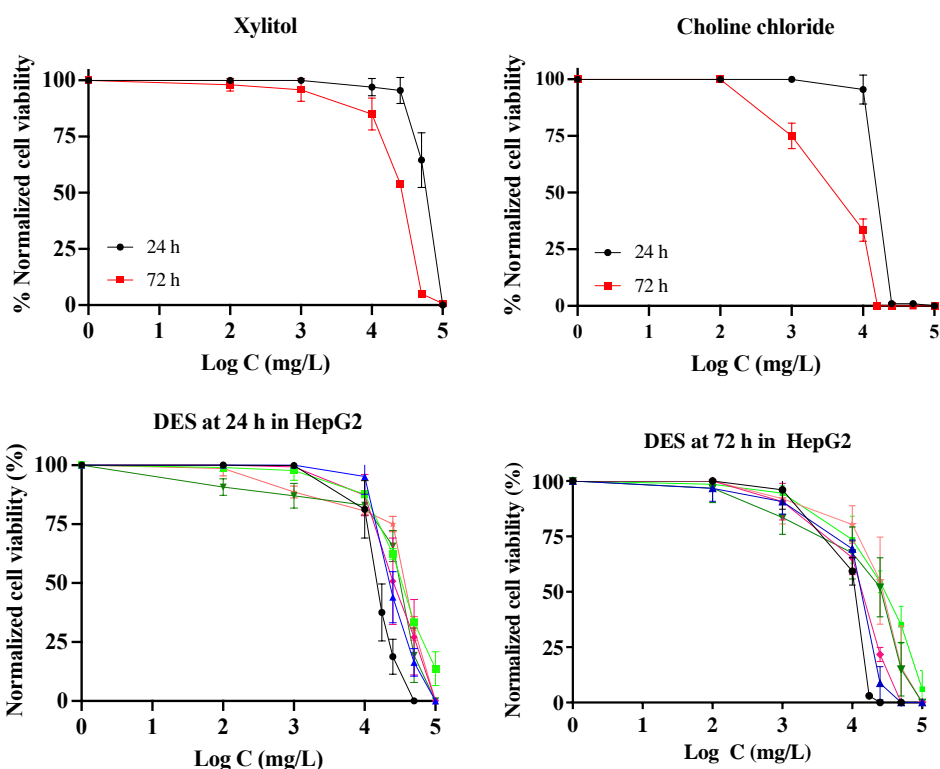 Xylitol
% Normalized cell viability
100
75
50
25
0
24 h
72 h
0
1
2
3
4
5
Log C (mg/L)
Choline chloride
% Normalized cell viability
100
75
50
25
0
24 h
72 h
0
1
2
3
4
5
Log C (mg/L)
DES at 24 h in HepG2
Normalized cell viability (%)
100
75
50
25
0
0
1
2
3
4
5
Log C (mg/L)
DES at 72 h in HepG2
Normalized cell viability (%)
100
75
50
25
0
0
1
2
3
4
5
Log C (mg/L)